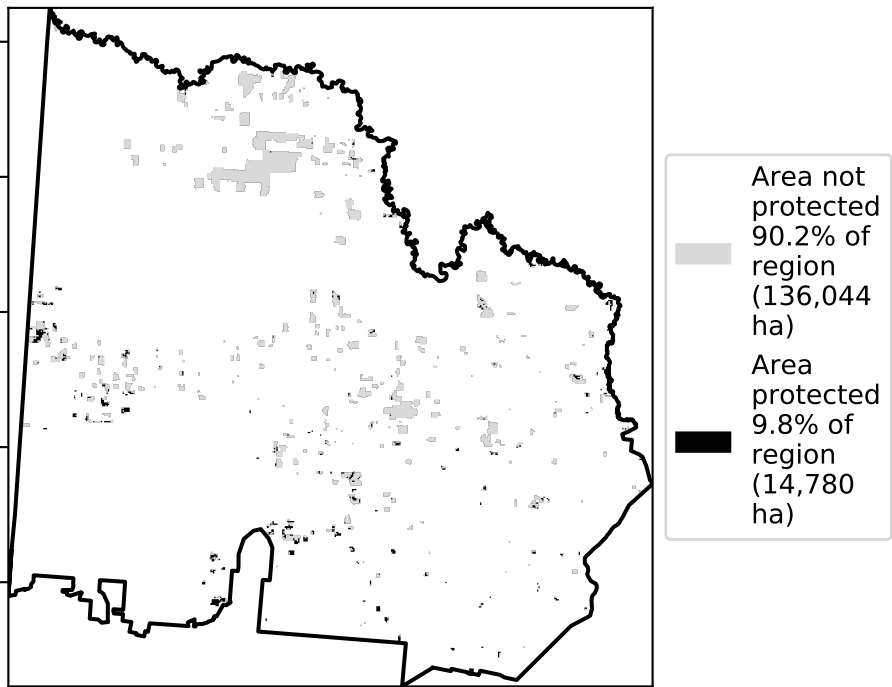 Area not
protected
90.2% of
region
(136,044
ha)
Area
protected
9.8% of
region
(14,780
ha)